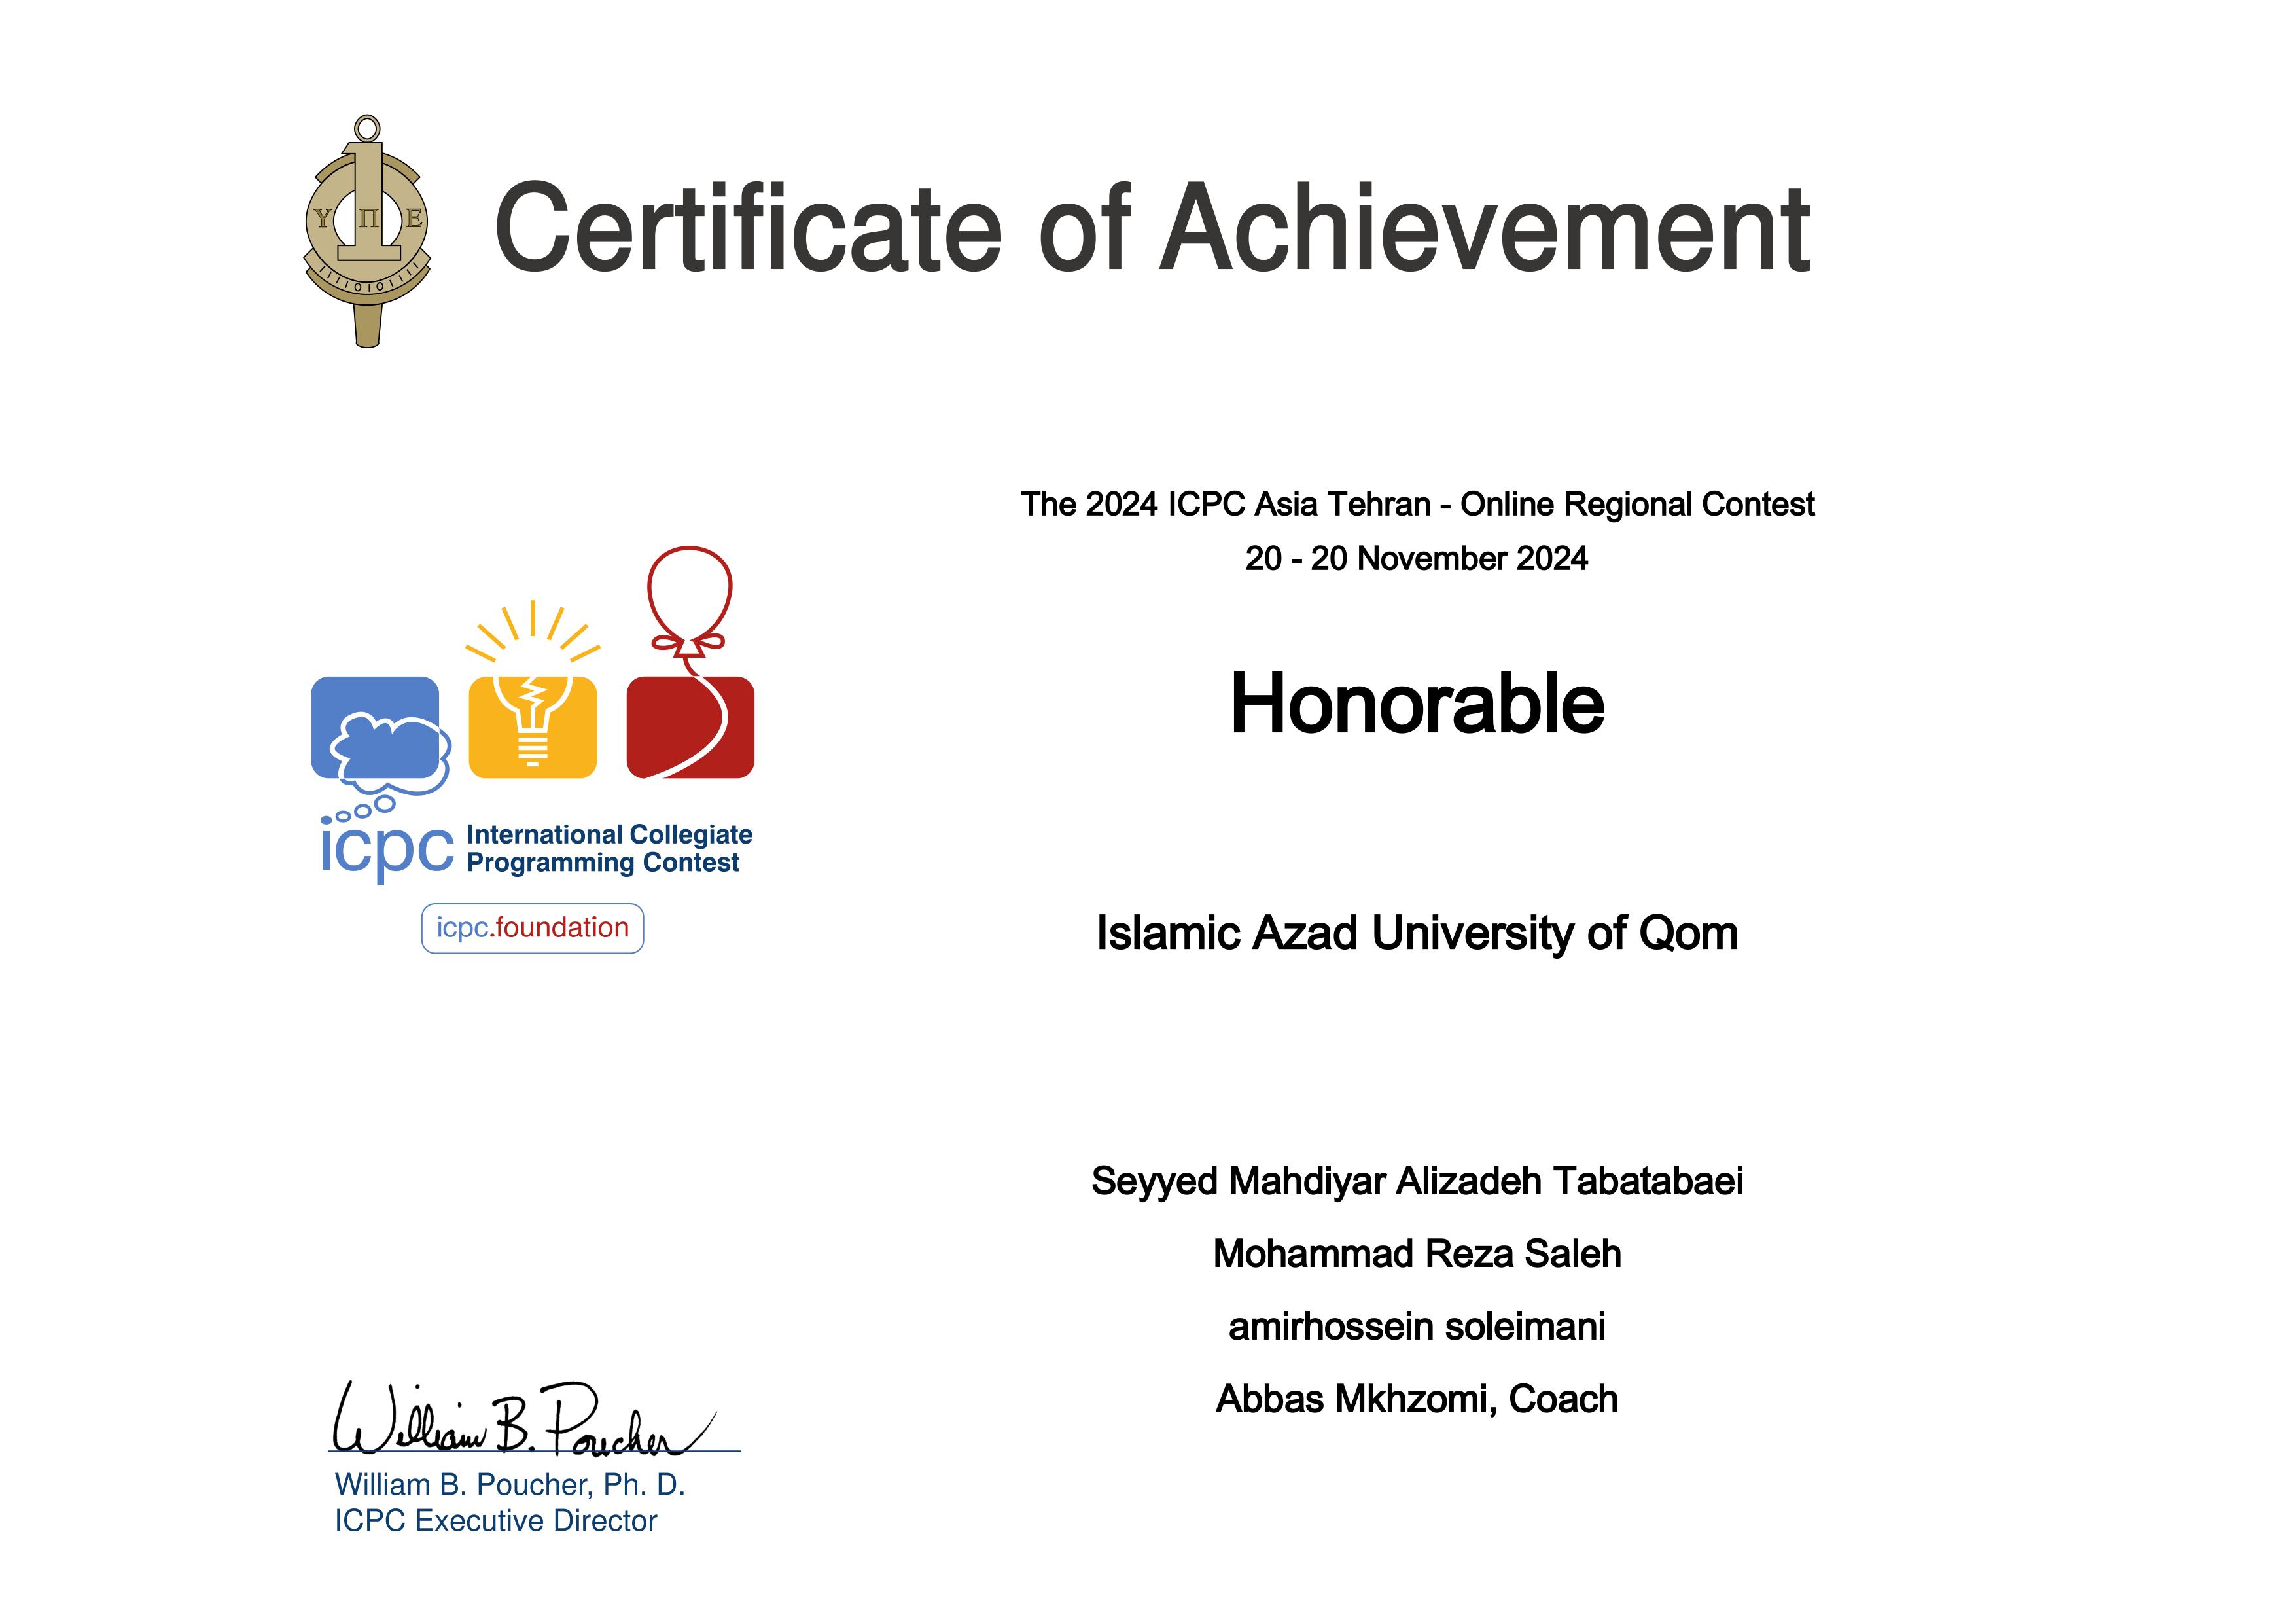 Certificate of Achievement
Υ Π Ε
The 2024 ICPC Asia Tehran - Online Regional Contest
20 - 20 November 2024
Honorable
icpc International Collegiate
Programming Contest
icpc.foundation
Islamic Azad University of Qom
Seyyed Mahdiyar Alizadeh Tabatabaei
Mohammad Reza Saleh
amirhossein soleimani
Abbas Mkhzomi, Coach
William B. Poucher
William B. Poucher, Ph. D.
ICPC Executive Director